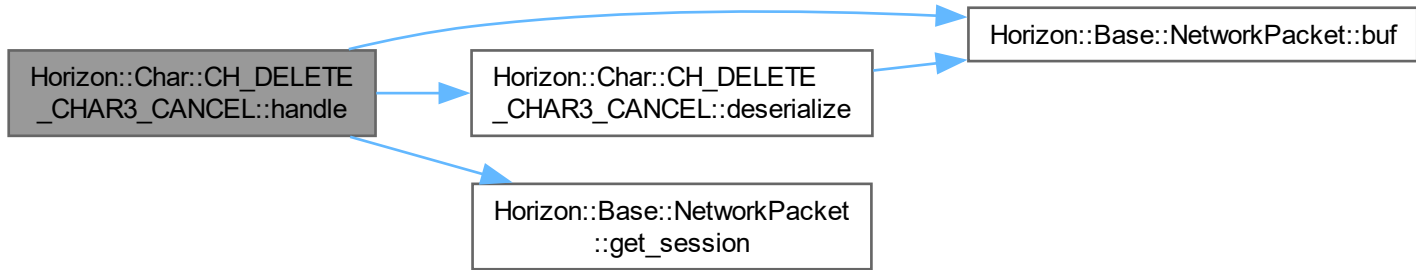 Horizon::Char::CH_DELETE
_CHAR3_CANCEL::handle
Horizon::Char::CH_DELETE
_CHAR3_CANCEL::deserialize
Horizon::Base::NetworkPacket::buf
Horizon::Base::NetworkPacket
::get_session